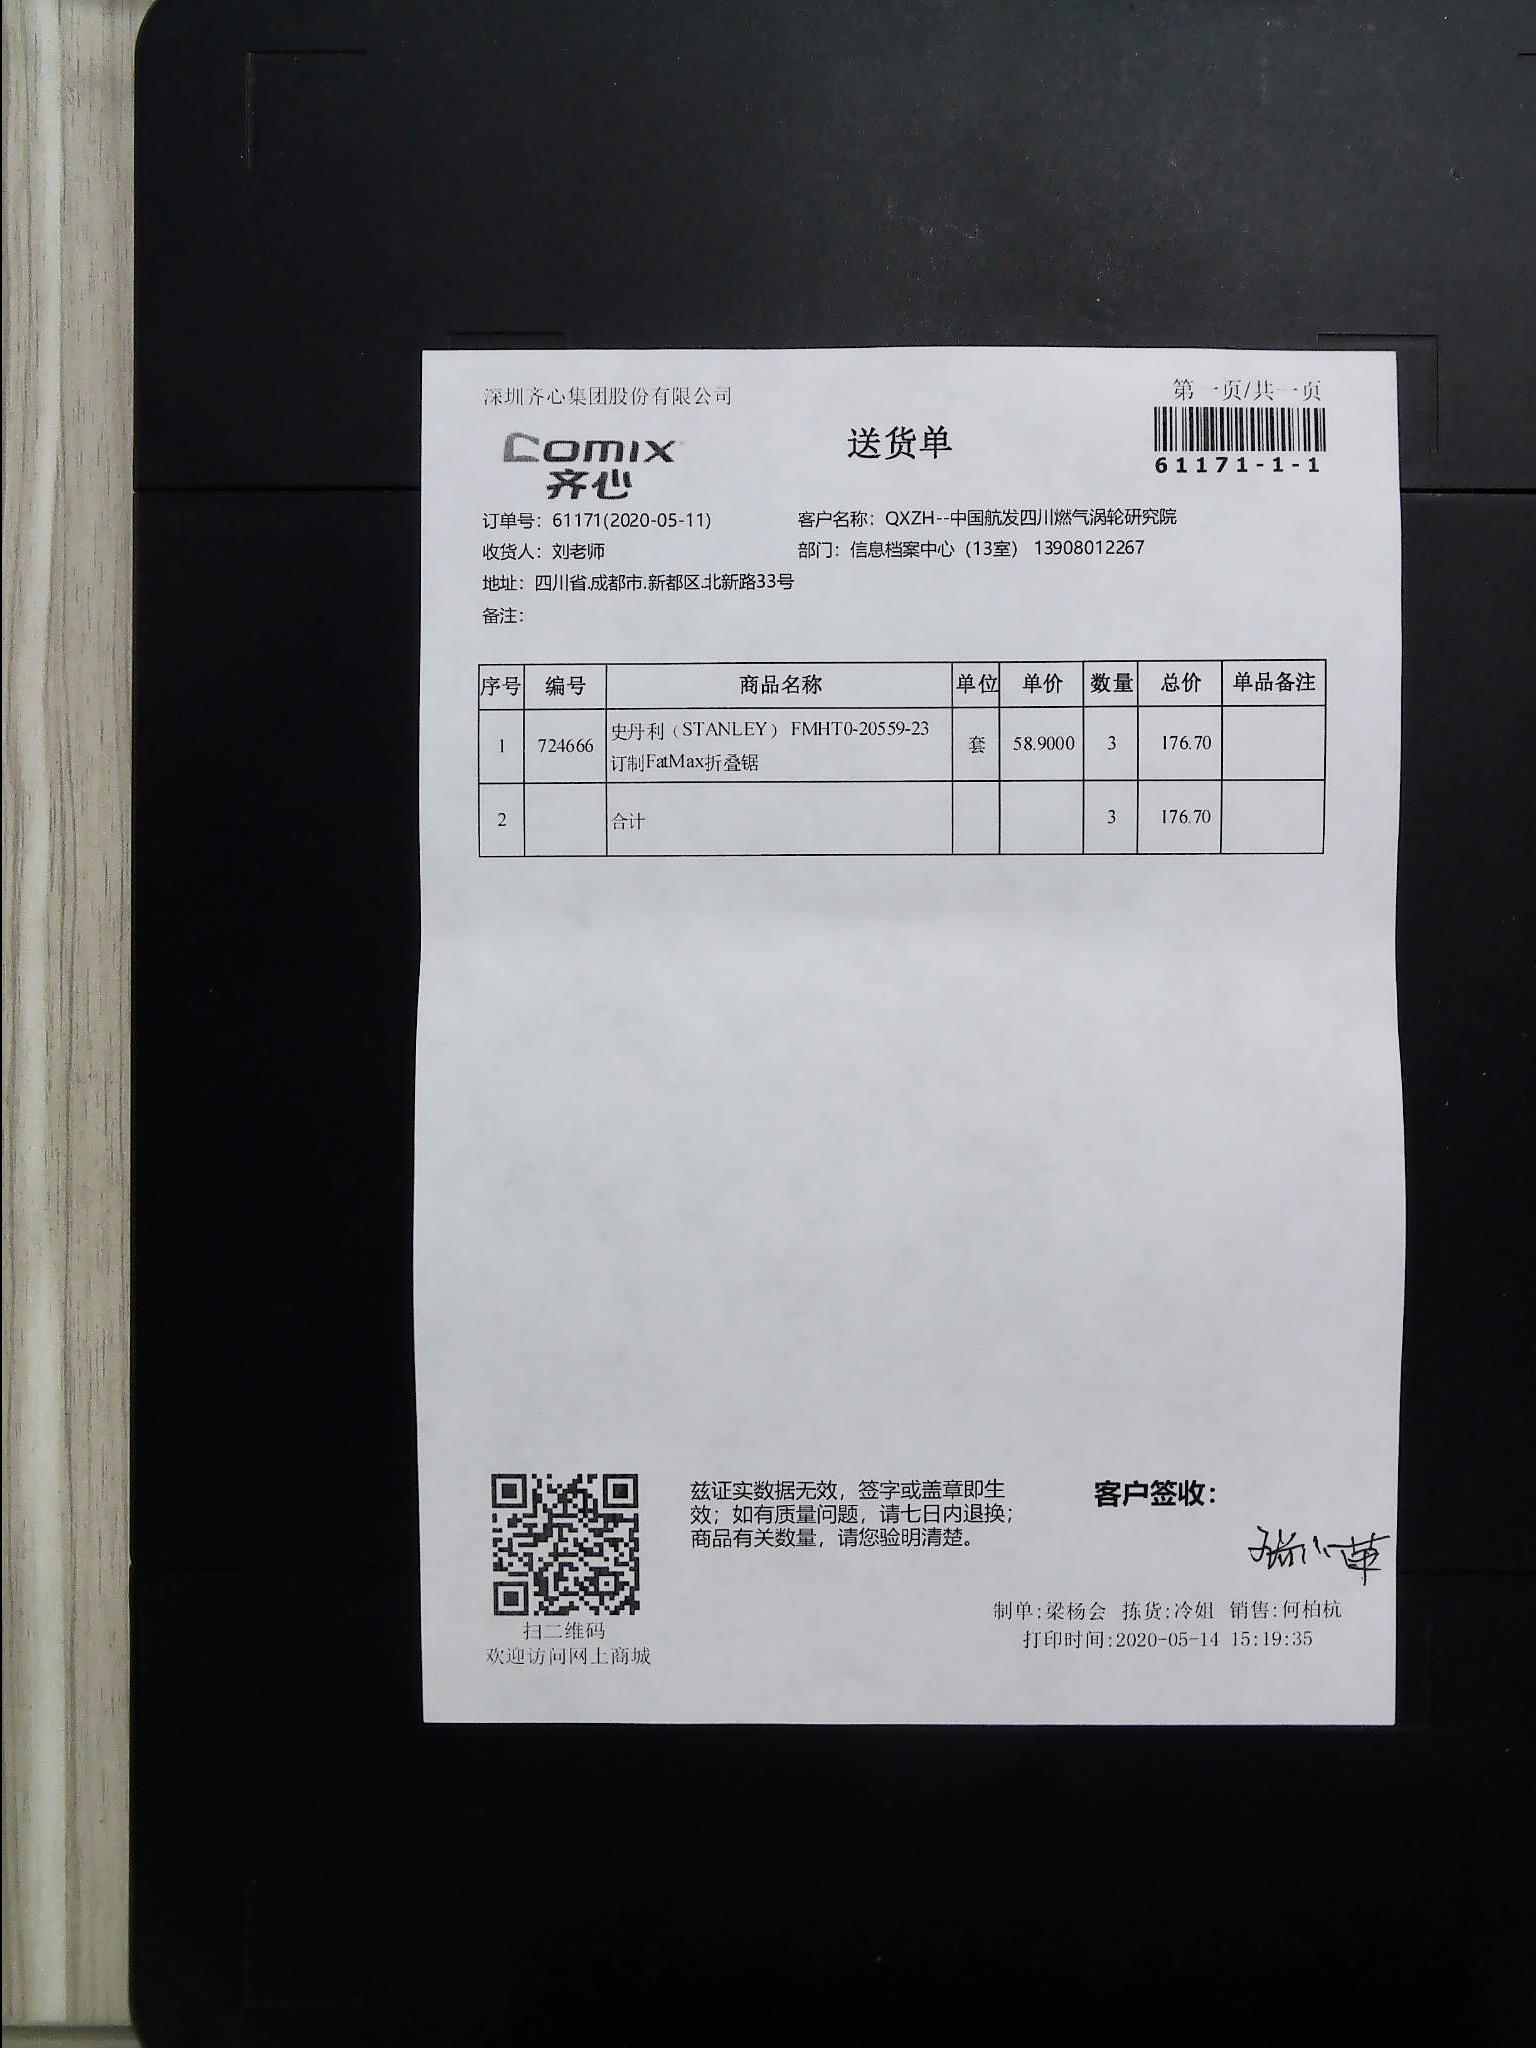 深圳齐心集团股份有限公司
第一页/共一页
COMIX
齐心
送货单
61171-1-1
订单号：61171(2020-05-11)
客户名称：QXZH--中国航发四川燃气涡轮研究院
收货人：刘老师
部门：信息档案中心（13室） 13908012267
地址：四川省.成都市.新都区.北新路33号
备注：
序号 编号 商品名称 单位 单价 数量 总价 单品备注
1 724666 史丹利（STANLEY） FMHT0-20559-23 套 58.9000 3 176.70
订制FatMax折叠锯
2 合计 3 176.70
兹证实数据无效，签字或盖章即生
效；如有质量问题，请七日内退换；
商品有关数量，请您验明清楚。
客户签收：
扫二维码
欢迎访问网上商城
制单:梁杨会 拣货:冷姐 销售:何柏杭
打印时间:2020-05-14 15:19:35